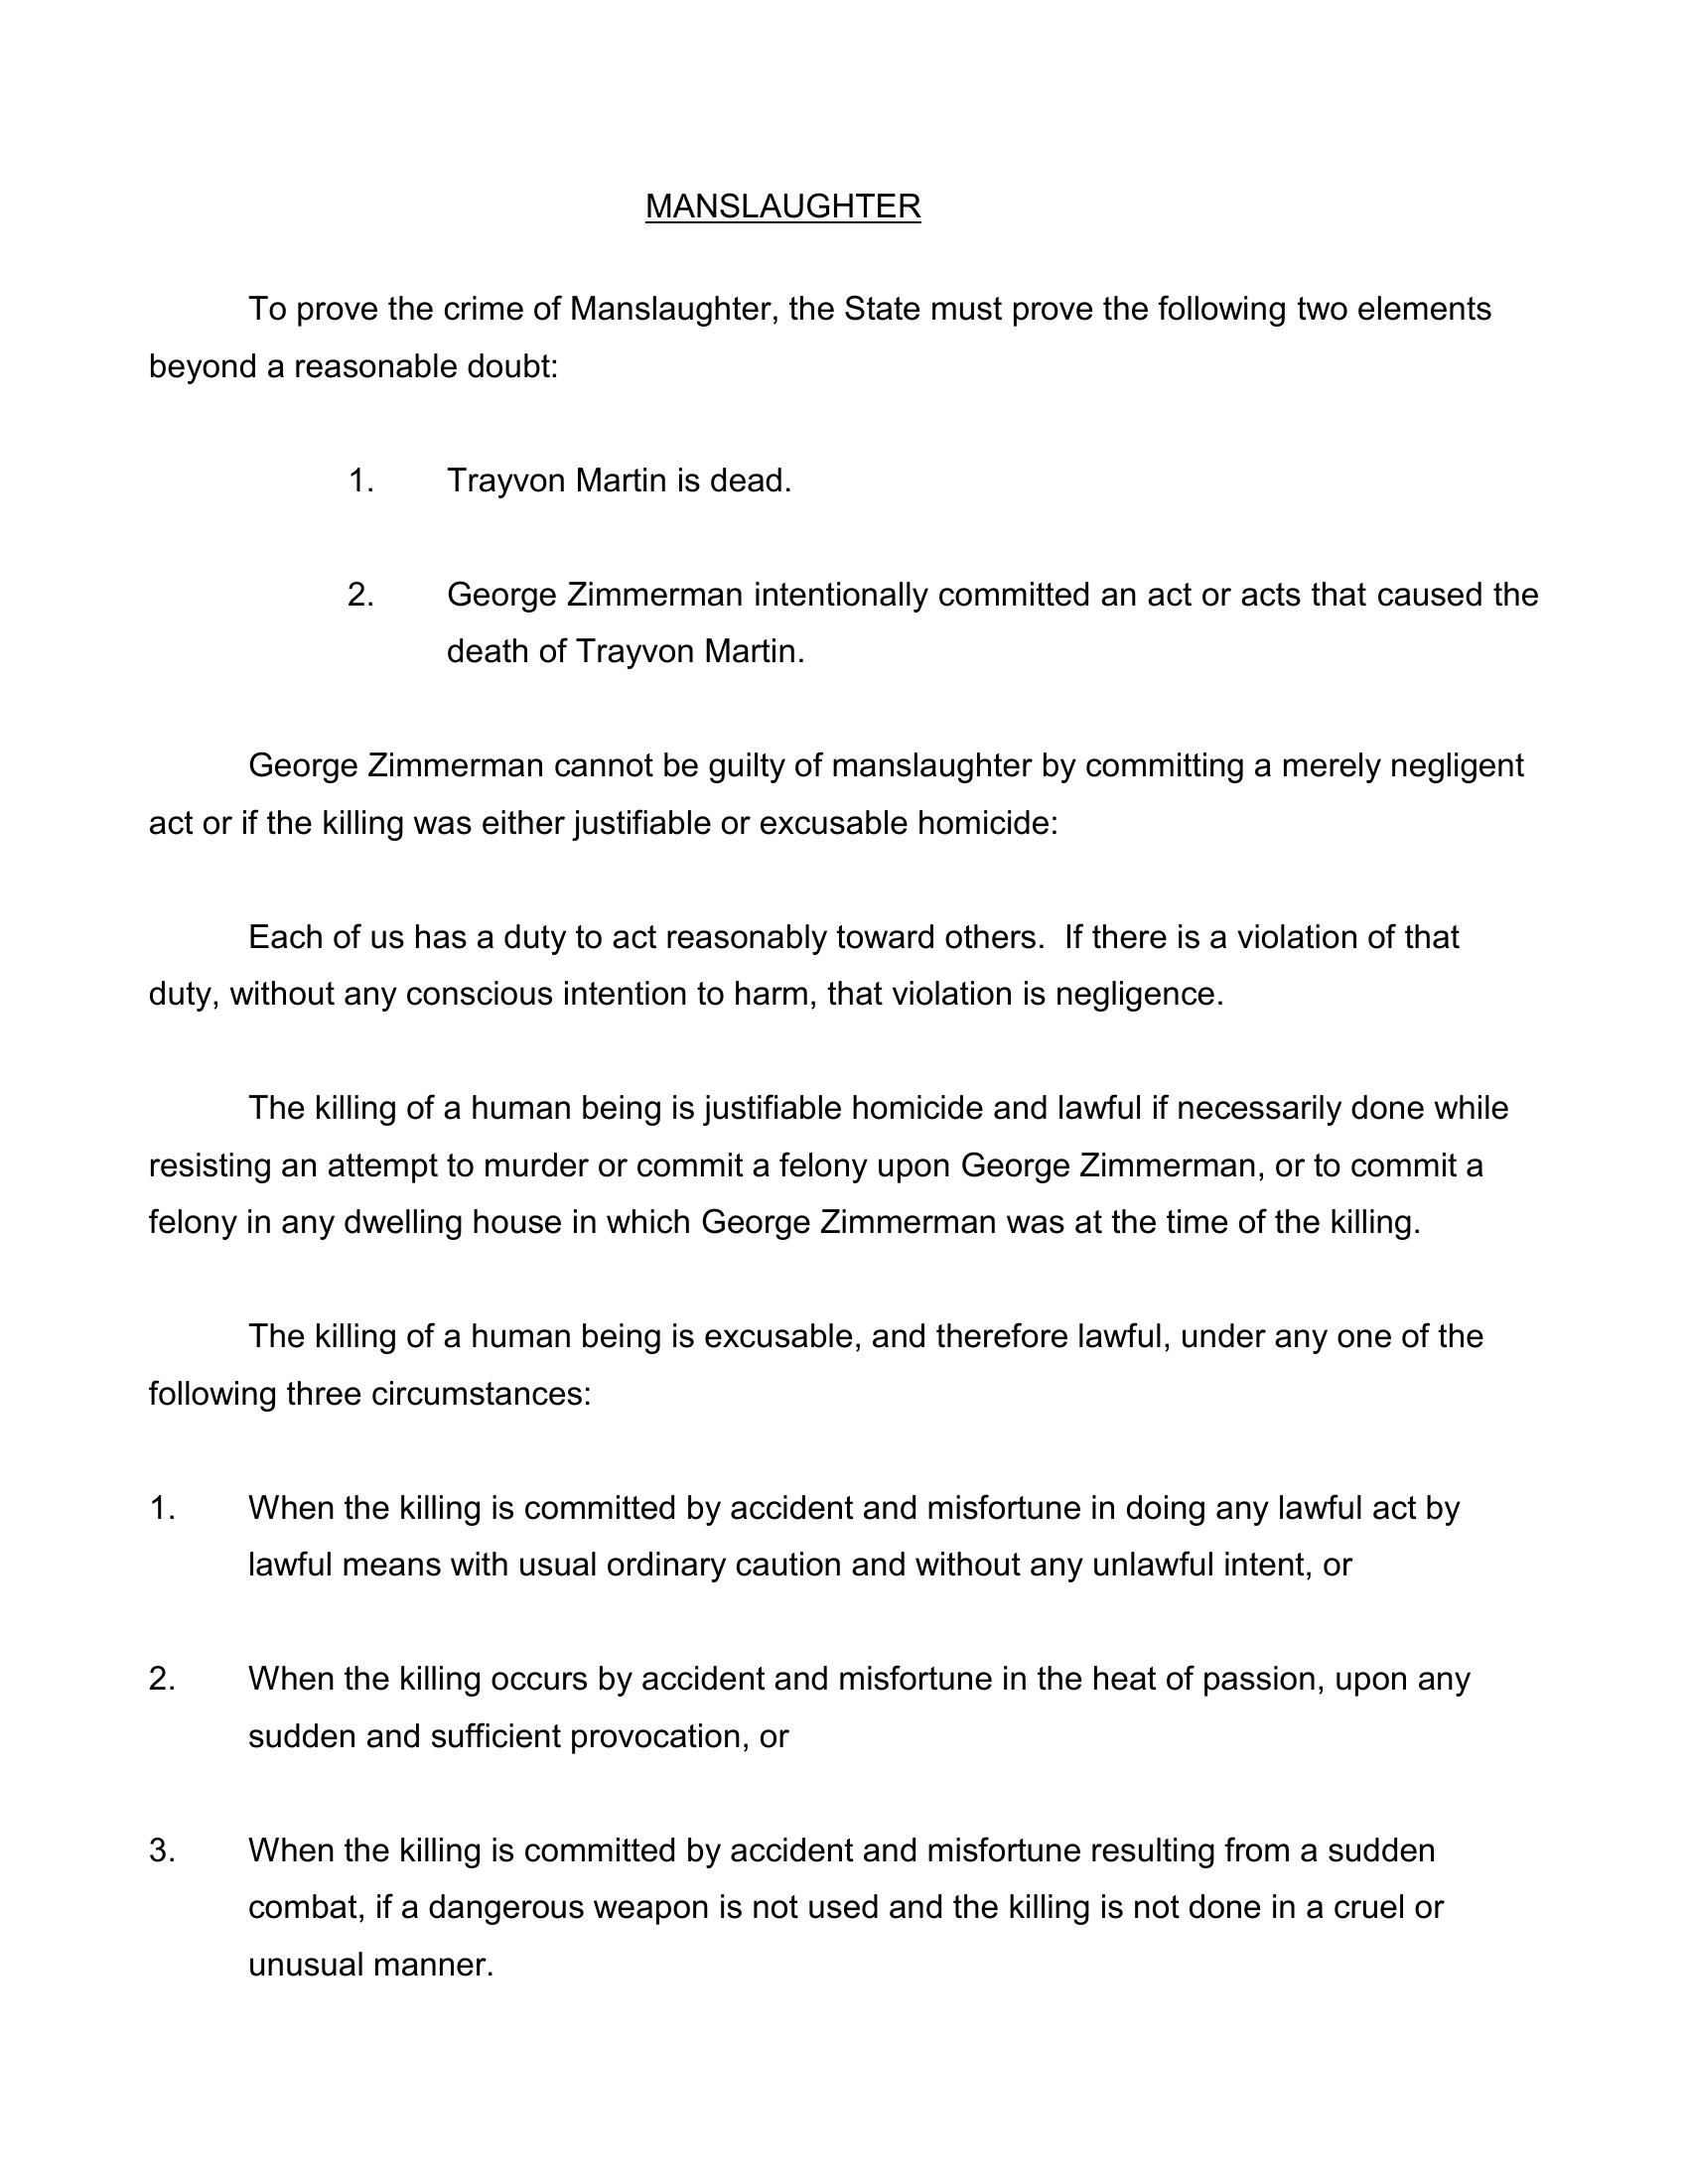 MANSLAUGHTER
To prove the crime of Manslaughter, the State must prove the following two elements
beyond a reasonable doubt:
1. Trayvon Martin is dead.
2. George Zimmerman intentionally committed an act or acts that caused the
death of Trayvon Martin.
George Zimmerman cannot be guilty of manslaughter by committing a merely negligent
act or if the killing was either justifiable or excusable homicide:
Each of us has a duty to act reasonably toward others.  If there is a violation of that
duty, without any conscious intention to harm, that violation is negligence.
The killing of a human being is justifiable homicide and lawful if necessarily done while
resisting an attempt to murder or commit a felony upon George Zimmerman, or to commit a
felony in any dwelling house in which George Zimmerman was at the time of the killing.
The killing of a human being is excusable, and therefore lawful, under any one of the
following three circumstances:
1. When the killing is committed by accident and misfortune in doing any lawful act by
lawful means with usual ordinary caution and without any unlawful intent, or
2. When the killing occurs by accident and misfortune in the heat of passion, upon any
sudden and sufficient provocation, or
3. When the killing is committed by accident and misfortune resulting from a sudden
combat, if a dangerous weapon is not used and the killing is not done in a cruel or
unusual manner.